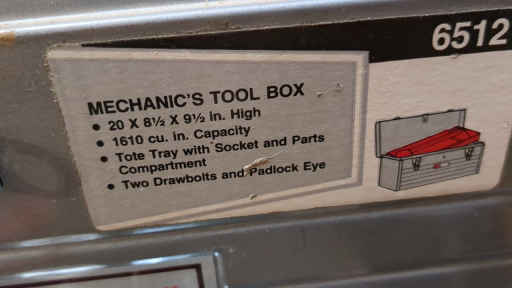 6512
MECHANIC'S TOOL BOX
• 20 X 8½ X 9½ in. High
• 1610 cu. in. Capacity
• Tote Tray with Socket and Parts
Compartment
• Two Drawbolts and Padlock Eye